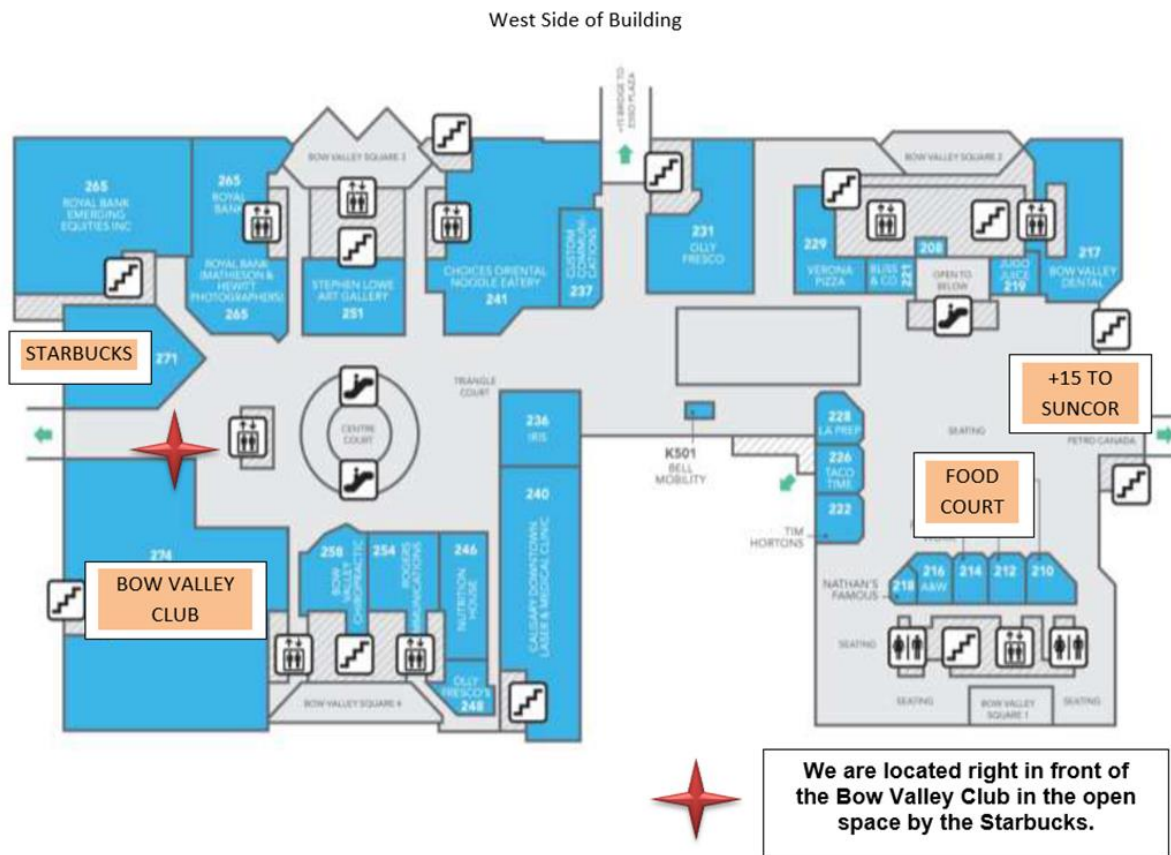 West Side of Building
+15 BRIDGE TO
ESSO PLAZA
BOW VALLEY SQUARE 3
BOW VALLEY SQUARE 2
265
ROYAL BANK
EMERGING
EQUITIES INC
265
ROYAL
BANK
ROYAL BANK
(MATHIESON &
HEWITT
PHOTOGRAPHERS)
265
STEPHEN LOWE
ART GALLERY
251
CHOICES ORIENTAL
NOODLE EATERY
241
CUSTOM
COMMUNI-
CATIONS
237
231
OLLY
FRESCO
229
VERONA
PIZZA
BLISS
& CO
221
208
OPEN TO
BELOW
JUGO
JUICE
219
217
BOW VALLEY
DENTAL
STARBUCKS
271
TRIANGLE
COURT
CENTRE
COURT
236
IRIS
K501
BELL
MOBILITY
228
LA PREP
226
TACO
TIME
222
TIM
HORTONS
SEATING
+15 TO
SUNCOR
PETRO CANADA
FOOD
COURT
274
BOW VALLEY
CLUB
258
BOW
VALLEY
CHIROPRACTIC
254
ROGERS
246
NUTRITION
HOUSE
240
CALGARY DOWNTOWN
LASER & MEDICAL CLINIC
OLLY
FRESCO'S
248
BOW VALLEY SQUARE 4
NATHAN'S
FAMOUS
218
216
A&W
214
212
210
SEATING
SEATING
BOW VALLEY
SQUARE 1
SEATING
We are located right in front of
the Bow Valley Club in the open
space by the Starbucks.